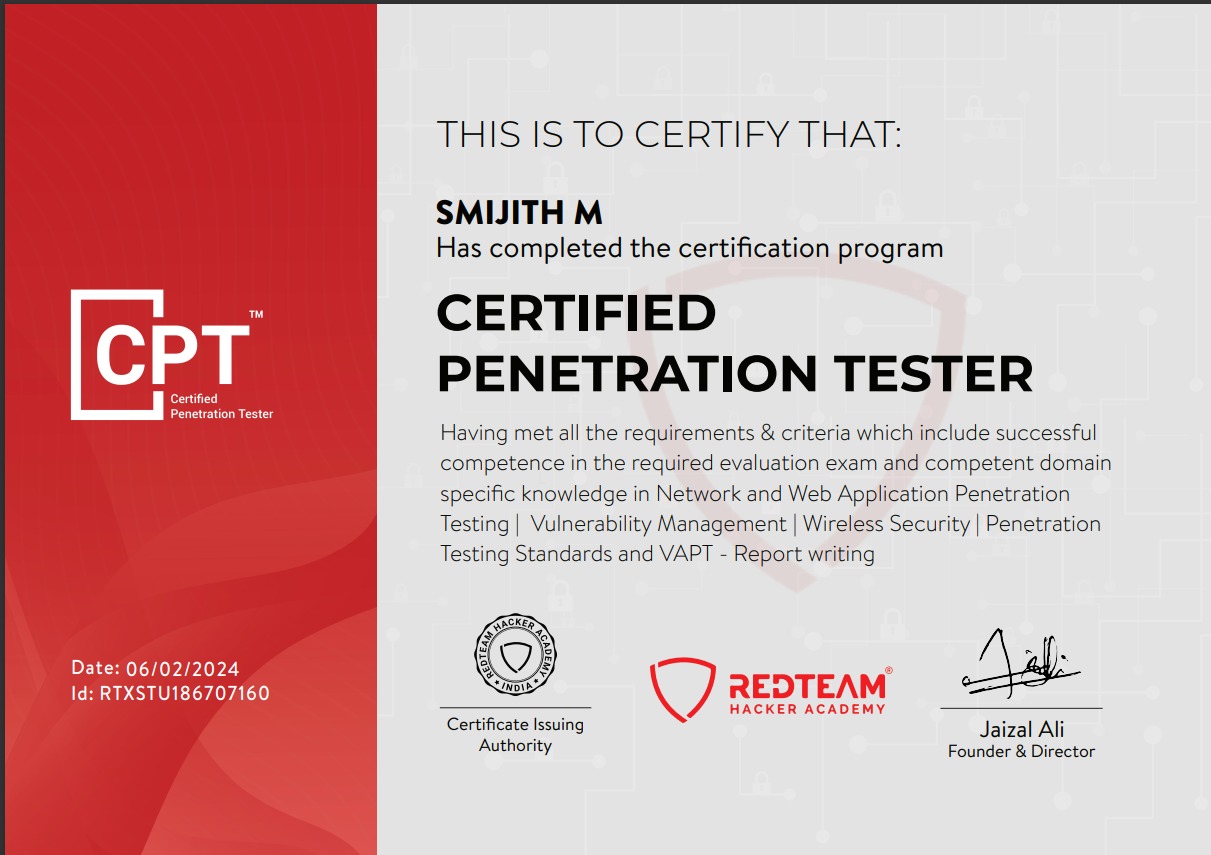 THIS IS TO CERTIFY THAT:
SMIJITH M
Has completed the certification program
CERTIFIED
PENETRATION TESTER
Having met all the requirements & criteria which include successful
competence in the required evaluation exam and competent domain
specific knowledge in Network and Web Application Penetration
Testing | Vulnerability Management | Wireless Security | Penetration
Testing Standards and VAPT - Report writing
CPT™
Certified
Penetration Tester
Date: 06/02/2024
Id: RTXSTU186707160
REDTEAM HACKER ACADEMY
★ INDIA ★
Certificate Issuing
Authority
REDTEAM®
HACKER ACADEMY
Jaizal Ali
Founder & Director